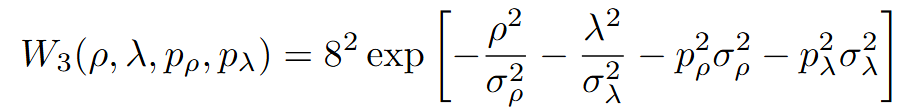 $W_3(\rho, \lambda, p_\rho, p_\lambda) = 8^2 \exp\left[-\frac{\rho^2}{\sigma_\rho^2} - \frac{\lambda^2}{\sigma_\lambda^2} - p_\rho^2 \sigma_\rho^2 - p_\lambda^2 \sigma_\lambda^2\right]$